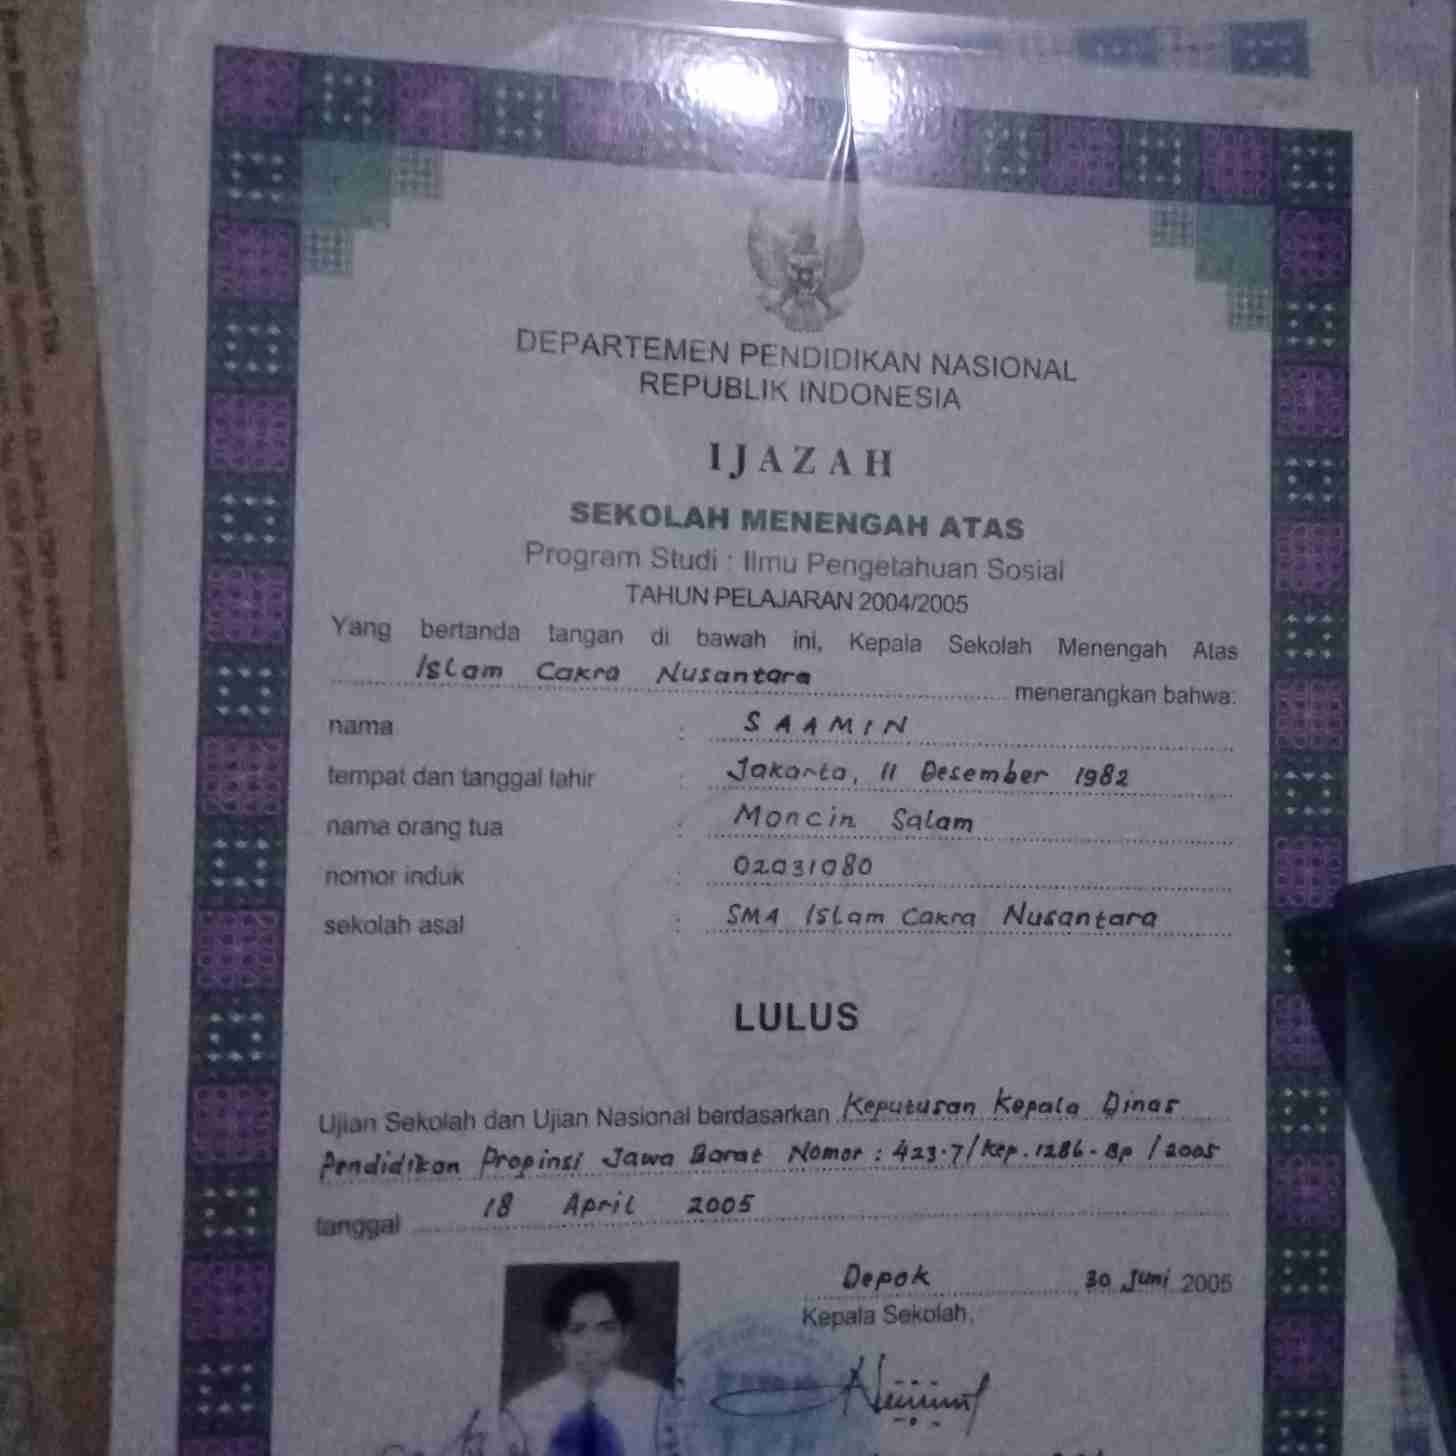 DEPARTEMEN PENDIDIKAN NASIONAL
REPUBLIK INDONESIA
IJAZAH
SEKOLAH MENENGAH ATAS
Program Studi : Ilmu Pengetahuan Sosial
TAHUN PELAJARAN 2004/2005
Yang bertanda tangan di bawah ini, Kepala Sekolah Menengah Atas
Islam Cakra Nusantara menerangkan bahwa:
nama : SAAMIN
tempat dan tanggal lahir : Jakarta, 11 Desember 1982
nama orang tua : Moncin Salam
nomor induk : 02031080
sekolah asal : SMA Islam Cakra Nusantara
LULUS
Ujian Sekolah dan Ujian Nasional berdasarkan Keputusan Kepala Dinas
Pendidikan Propinsi Jawa Barat Nomor : 423.7/Kep.1286-Bp/2005
tanggal 18 April 2005
Depok, 30 Juni 2005
Kepala Sekolah,